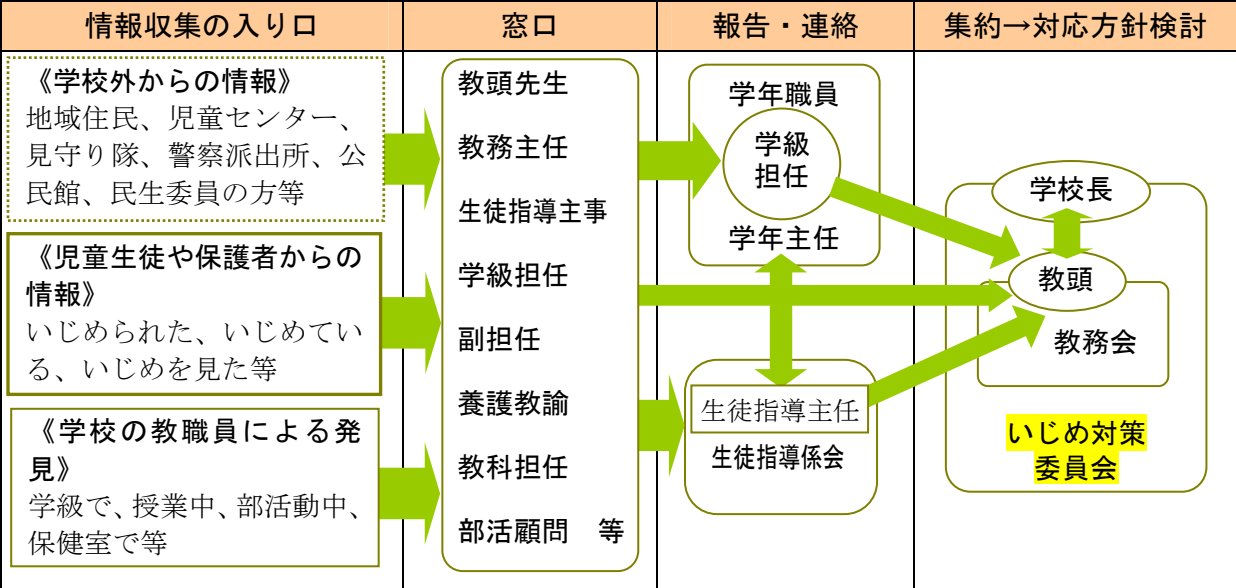 情報収集の入り口
窓口
報告・連絡
集約→対応方針検討
《学校外からの情報》
地域住民、児童センター、
見守り隊、警察派出所、公
民館、民生委員の方等
《児童生徒や保護者からの
情報》
いじめられた、いじめてい
る、いじめを見た等
《学校の教職員による発
見》
学級で、授業中、部活動中、
保健室で等
教頭先生
教務主任
生徒指導主事
学級担任
副担任
養護教諭
教科担任
部活顧問　等
学年職員
学級
担任
学年主任
生徒指導主任
生徒指導係会
学校長
教頭
教務会
いじめ対策
委員会